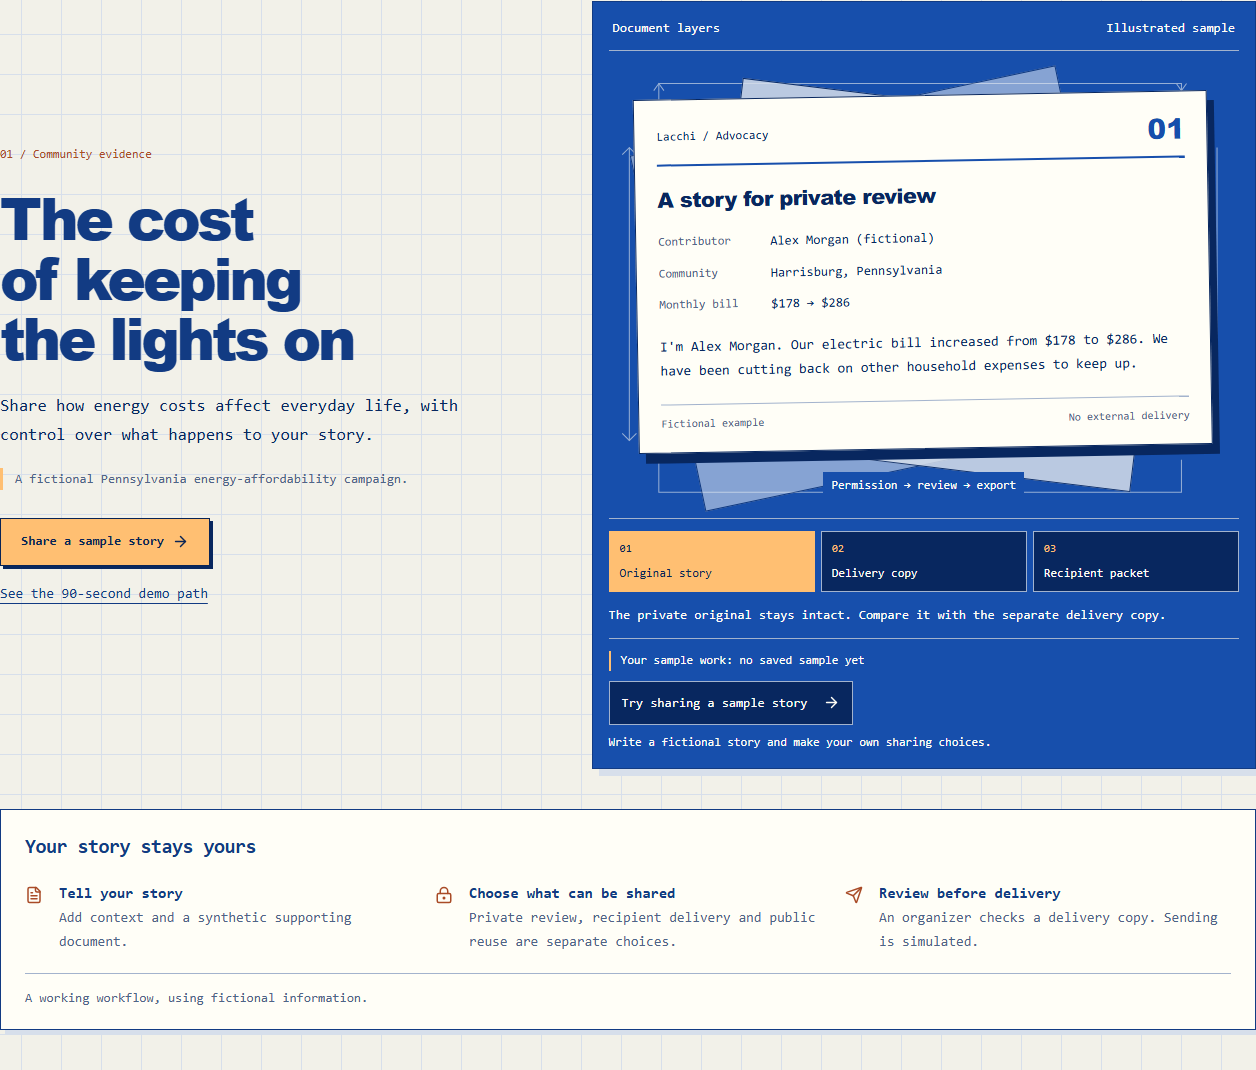 01 / Community evidence
The cost
of keeping
the lights on
Share how energy costs affect everyday life, with
control over what happens to your story.
A fictional Pennsylvania energy-affordability campaign.
Share a sample story →
See the 90-second demo path
Document layers
Illustrated sample
Lacchi / Advocacy
01
A story for private review
Contributor Alex Morgan (fictional)
Community Harrisburg, Pennsylvania
Monthly bill $178 → $286
I'm Alex Morgan. Our electric bill increased from $178 to $286. We
have been cutting back on other household expenses to keep up.
Fictional example
No external delivery
Permission → review → export
01
Original story
02
Delivery copy
03
Recipient packet
The private original stays intact. Compare it with the separate delivery copy.
Your sample work: no saved sample yet
Try sharing a sample story →
Write a fictional story and make your own sharing choices.
Your story stays yours
Tell your story
Add context and a synthetic supporting
document.
Choose what can be shared
Private review, recipient delivery and public
reuse are separate choices.
Review before delivery
An organizer checks a delivery copy. Sending
is simulated.
A working workflow, using fictional information.